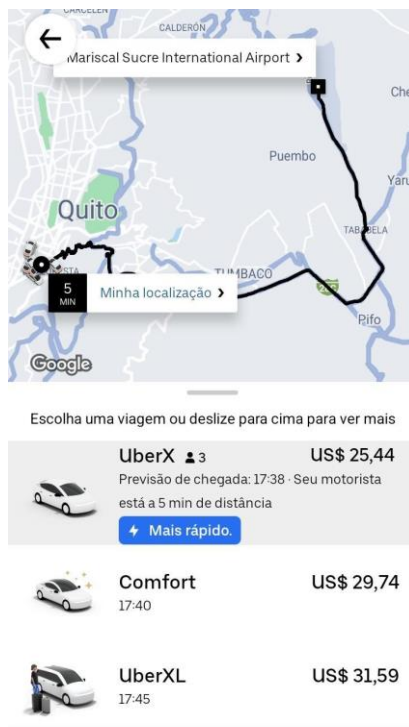 CARCELEN
CALDERÓN
Mariscal Sucre International Airport
Puembo
Quito
TUMBACO
5
MIN
Minha localização
Pifo
Google
Escolha uma viagem ou deslize para cima para ver mais
UberX 3 US$ 25,44
Previsão de chegada: 17:38 · Seu motorista
está a 5 min de distância
Mais rápido.
Comfort US$ 29,74
17:40
UberXL US$ 31,59
17:45